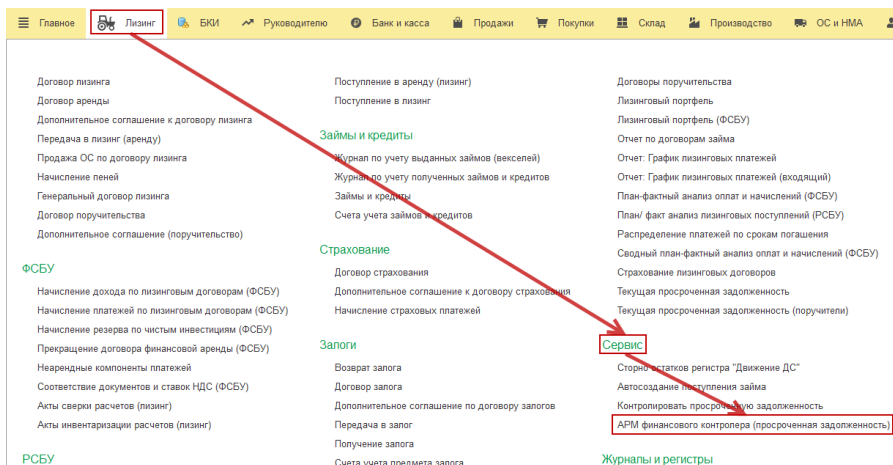 Главное Лизинг БКИ Руководителю Банк и касса Продажи Покупки Склад Производство ОС и НМА
Договор лизинга
Договор аренды
Дополнительное соглашение к договору лизинга
Передача в лизинг (аренду)
Продажа ОС по договору лизинга
Начисление пеней
Генеральный договор лизинга
Договор поручительства
Дополнительное соглашение (поручительство)
ФСБУ
Начисление дохода по лизинговым договорам (ФСБУ)
Начисление платежей по лизинговым договорам (ФСБУ)
Начисление резерва по чистым инвестициям (ФСБУ)
Прекращение договора финансовой аренды (ФСБУ)
Неарендные компоненты платежей
Соответствие документов и ставок НДС (ФСБУ)
Акты сверки расчетов (лизинг)
Акты инвентаризации расчетов (лизинг)
РСБУ
Поступление в аренду (лизинг)
Поступление в лизинг
Займы и кредиты
Журнал по учету выданных займов (векселей)
Журнал по учету полученных займов и кредитов
Займы и кредиты
Счета учета займов и кредитов
Страхование
Договор страхования
Дополнительное соглашение к договору страхования
Начисление страховых платежей
Залоги
Возврат залога
Договор залога
Дополнительное соглашение по договору залогов
Передача в залог
Получение залога
Счета учета предмета залога
Договоры поручительства
Лизинговый портфель
Лизинговый портфель (ФСБУ)
Отчет по договорам займа
Отчет: График лизинговых платежей
Отчет: График лизинговых платежей (входящий)
План-фактный анализ оплат и начислений (ФСБУ)
План/ факт анализ лизинговых поступлений (РСБУ)
Распределение платежей по срокам погашения
Сводный план-фактный анализ оплат и начислений (ФСБУ)
Страхование лизинговых договоров
Текущая просроченная задолженность
Текущая просроченная задолженность (поручители)
Сервис
Сторно остатков регистра "Движение ДС"
Автосоздание поступления займа
Контролировать просроченную задолженность
АРМ финансового контролера (просроченная задолженность)
Журналы и регистры